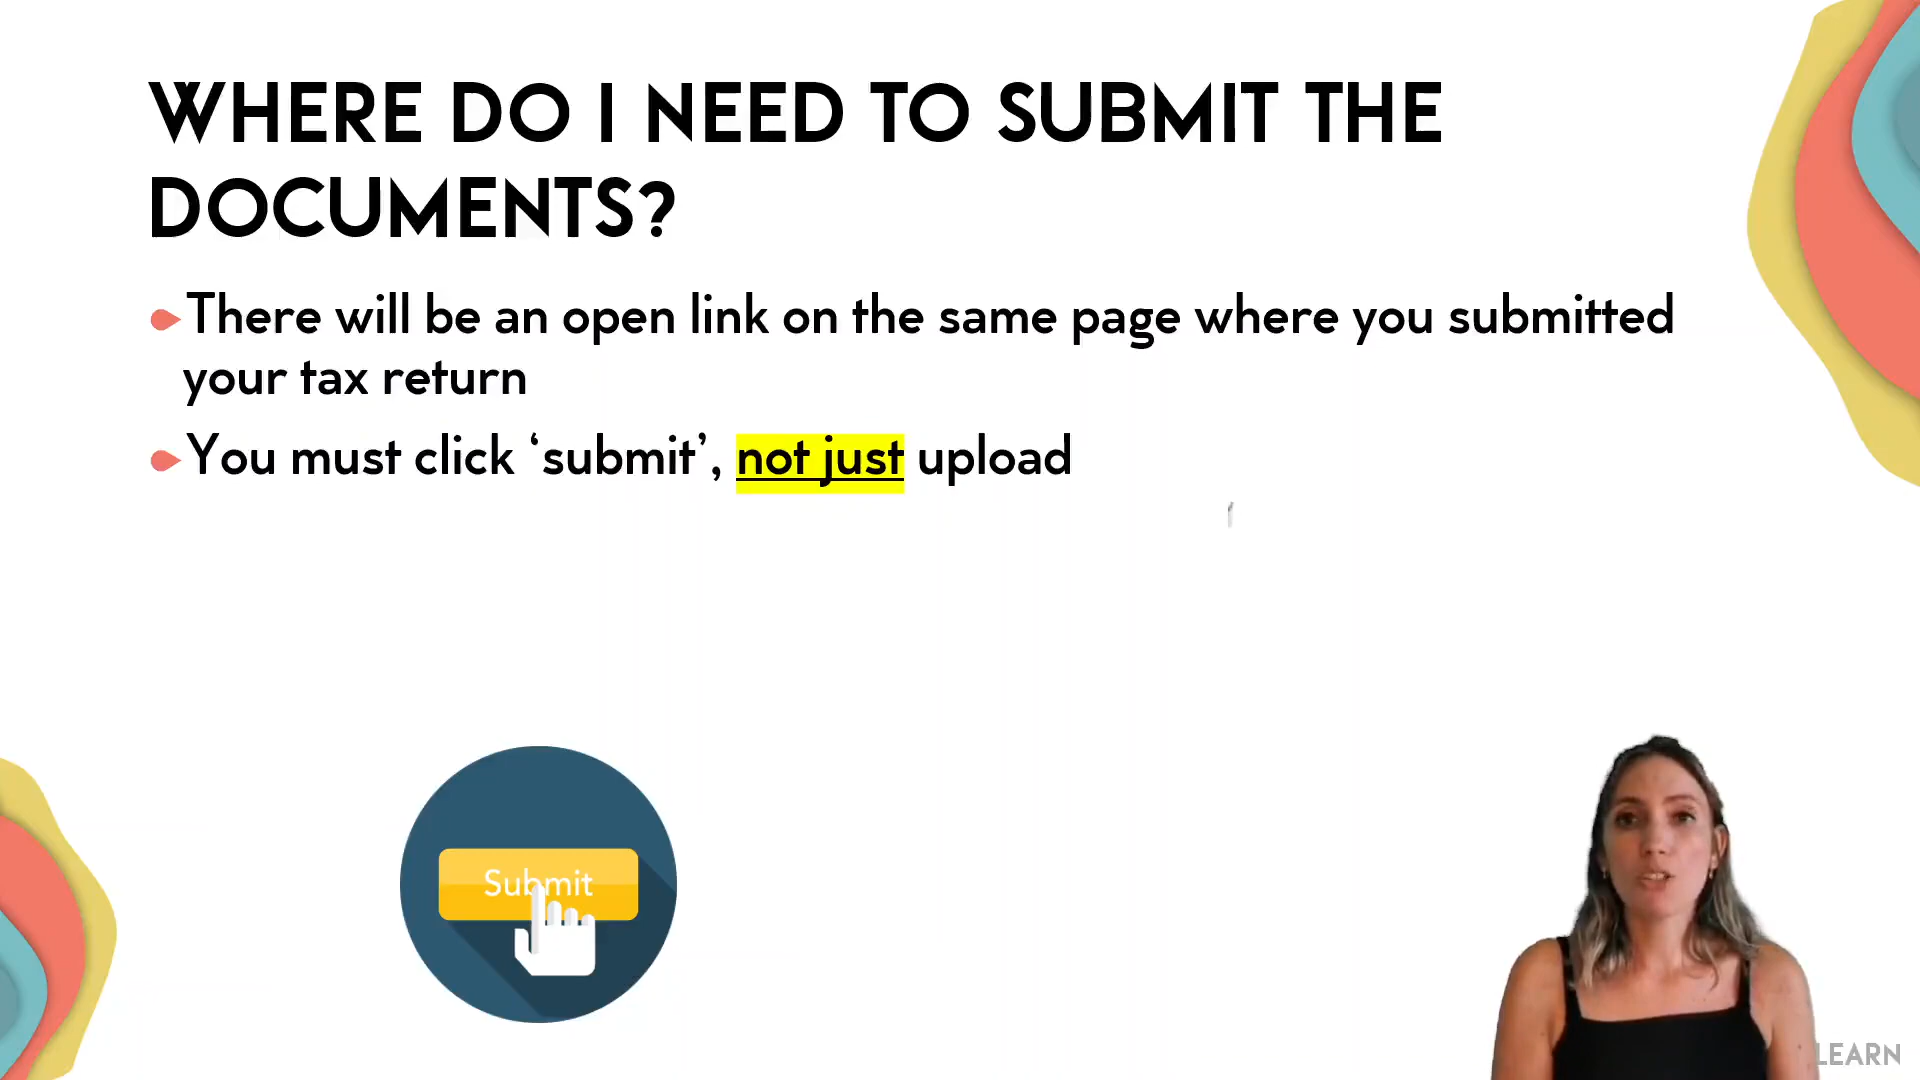 WHERE DO I NEED TO SUBMIT THE
DOCUMENTS?
There will be an open link on the same page where you submitted
your tax return
You must click ‘submit’, not just upload
Submit
LEARN